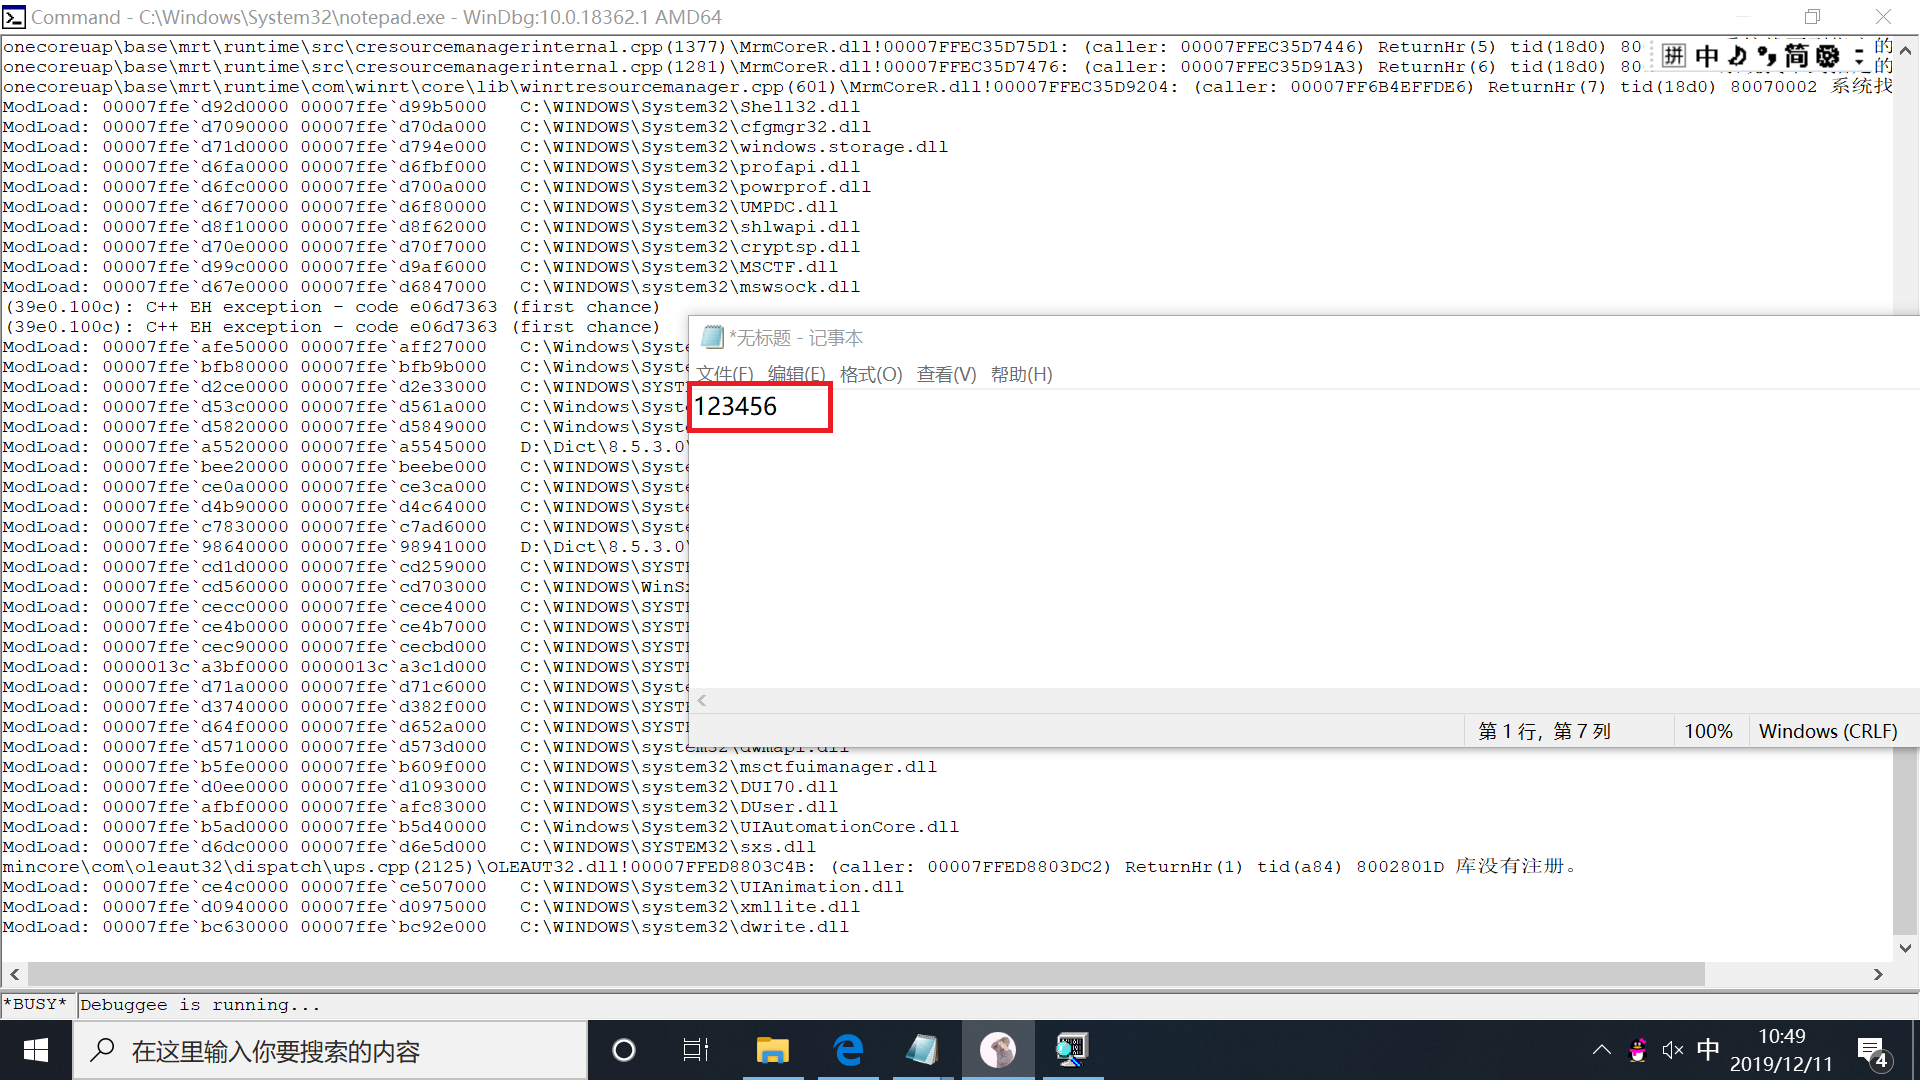 Command - C:\Windows\System32\notepad.exe - WinDbg:10.0.18362.1 AMD64
onecoreuap\base\mrt\runtime\src\cresourcemanagerinternal.cpp(1377)\MrmCoreR.dll!00007FFEC35D75D1: (caller: 00007FFEC35D7446) ReturnHr(5) tid(18d0) 80
拼 中 简
onecoreuap\base\mrt\runtime\src\cresourcemanagerinternal.cpp(1281)\MrmCoreR.dll!00007FFEC35D7476: (caller: 00007FFEC35D91A3) ReturnHr(6) tid(18d0) 80
onecoreuap\base\mrt\runtime\com\winrt\core\lib\winrtresourcemanager.cpp(601)\MrmCoreR.dll!00007FFEC35D9204: (caller: 00007FF6B4EFFDE6) ReturnHr(7) tid(18d0) 80070002 系统找
ModLoad: 00007ffe`d92d0000 00007ffe`d99b5000 C:\WINDOWS\System32\Shell32.dll
ModLoad: 00007ffe`d7090000 00007ffe`d70da000 C:\WINDOWS\System32\cfgmgr32.dll
ModLoad: 00007ffe`d71d0000 00007ffe`d794e000 C:\WINDOWS\System32\windows.storage.dll
ModLoad: 00007ffe`d6fa0000 00007ffe`d6fbf000 C:\WINDOWS\System32\profapi.dll
ModLoad: 00007ffe`d6fc0000 00007ffe`d700a000 C:\WINDOWS\System32\powrprof.dll
ModLoad: 00007ffe`d6f70000 00007ffe`d6f80000 C:\WINDOWS\System32\UMPDC.dll
ModLoad: 00007ffe`d8f10000 00007ffe`d8f62000 C:\WINDOWS\System32\shlwapi.dll
ModLoad: 00007ffe`d70e0000 00007ffe`d70f7000 C:\WINDOWS\System32\cryptsp.dll
ModLoad: 00007ffe`d99c0000 00007ffe`d9af6000 C:\WINDOWS\System32\MSCTF.dll
ModLoad: 00007ffe`d67e0000 00007ffe`d6847000 C:\WINDOWS\system32\mswsock.dll
(39e0.100c): C++ EH exception - code e06d7363 (first chance)
(39e0.100c): C++ EH exception - code e06d7363 (first chance)
ModLoad: 00007ffe`afe50000 00007ffe`aff27000 C:\Windows\Syste
ModLoad: 00007ffe`bfb80000 00007ffe`bfb9b000 C:\Windows\Syste
ModLoad: 00007ffe`d2ce0000 00007ffe`d2e33000 C:\WINDOWS\SYSTE
ModLoad: 00007ffe`d53c0000 00007ffe`d561a000 C:\Windows\Syste
ModLoad: 00007ffe`d5820000 00007ffe`d5849000 C:\Windows\Syste
ModLoad: 00007ffe`a5520000 00007ffe`a5545000 D:\Dict\8.5.3.0\
ModLoad: 00007ffe`bee20000 00007ffe`beebe000 C:\WINDOWS\Syste
ModLoad: 00007ffe`ce0a0000 00007ffe`ce3ca000 C:\WINDOWS\Syste
ModLoad: 00007ffe`d4b90000 00007ffe`d4c64000 C:\WINDOWS\Syste
ModLoad: 00007ffe`c7830000 00007ffe`c7ad6000 C:\WINDOWS\Syste
ModLoad: 00007ffe`98640000 00007ffe`98941000 D:\Dict\8.5.3.0\
ModLoad: 00007ffe`cd1d0000 00007ffe`cd259000 C:\WINDOWS\SYSTE
ModLoad: 00007ffe`cd560000 00007ffe`cd703000 C:\WINDOWS\WinSx
ModLoad: 00007ffe`cecc0000 00007ffe`cece4000 C:\WINDOWS\SYSTE
ModLoad: 00007ffe`ce4b0000 00007ffe`ce4b7000 C:\WINDOWS\SYSTE
ModLoad: 00007ffe`cec90000 00007ffe`cecbd000 C:\WINDOWS\SYSTE
ModLoad: 0000013c`a3bf0000 0000013c`a3c1d000 C:\WINDOWS\SYSTE
ModLoad: 00007ffe`d71a0000 00007ffe`d71c6000 C:\WINDOWS\Syste
ModLoad: 00007ffe`d3740000 00007ffe`d382f000 C:\WINDOWS\SYSTE
ModLoad: 00007ffe`d64f0000 00007ffe`d652a000 C:\WINDOWS\SYSTE
ModLoad: 00007ffe`d5710000 00007ffe`d573d000 C:\WINDOWS\system32\dwmapi.dll
ModLoad: 00007ffe`b5fe0000 00007ffe`b609f000 C:\WINDOWS\system32\msctfuimanager.dll
ModLoad: 00007ffe`d0ee0000 00007ffe`d1093000 C:\WINDOWS\system32\DUI70.dll
ModLoad: 00007ffe`afbf0000 00007ffe`afc83000 C:\WINDOWS\system32\DUser.dll
ModLoad: 00007ffe`b5ad0000 00007ffe`b5d40000 C:\Windows\System32\UIAutomationCore.dll
ModLoad: 00007ffe`d6dc0000 00007ffe`d6e5d000 C:\WINDOWS\SYSTEM32\sxs.dll
mincore\com\oleaut32\dispatch\ups.cpp(2125)\OLEAUT32.dll!00007FFED8803C4B: (caller: 00007FFED8803DC2) ReturnHr(1) tid(a84) 8002801D 库没有注册。
ModLoad: 00007ffe`ce4c0000 00007ffe`ce507000 C:\WINDOWS\System32\UIAnimation.dll
ModLoad: 00007ffe`d0940000 00007ffe`d0975000 C:\WINDOWS\system32\xmllite.dll
ModLoad: 00007ffe`bc630000 00007ffe`bc92e000 C:\WINDOWS\system32\dwrite.dll
*无标题 - 记事本
文件(F) 编辑(E) 格式(O) 查看(V) 帮助(H)
123456
第 1 行，第 7 列 100% Windows (CRLF)
*BUSY* Debuggee is running...
在这里输入你要搜索的内容
中
10:49
2019/12/11
4